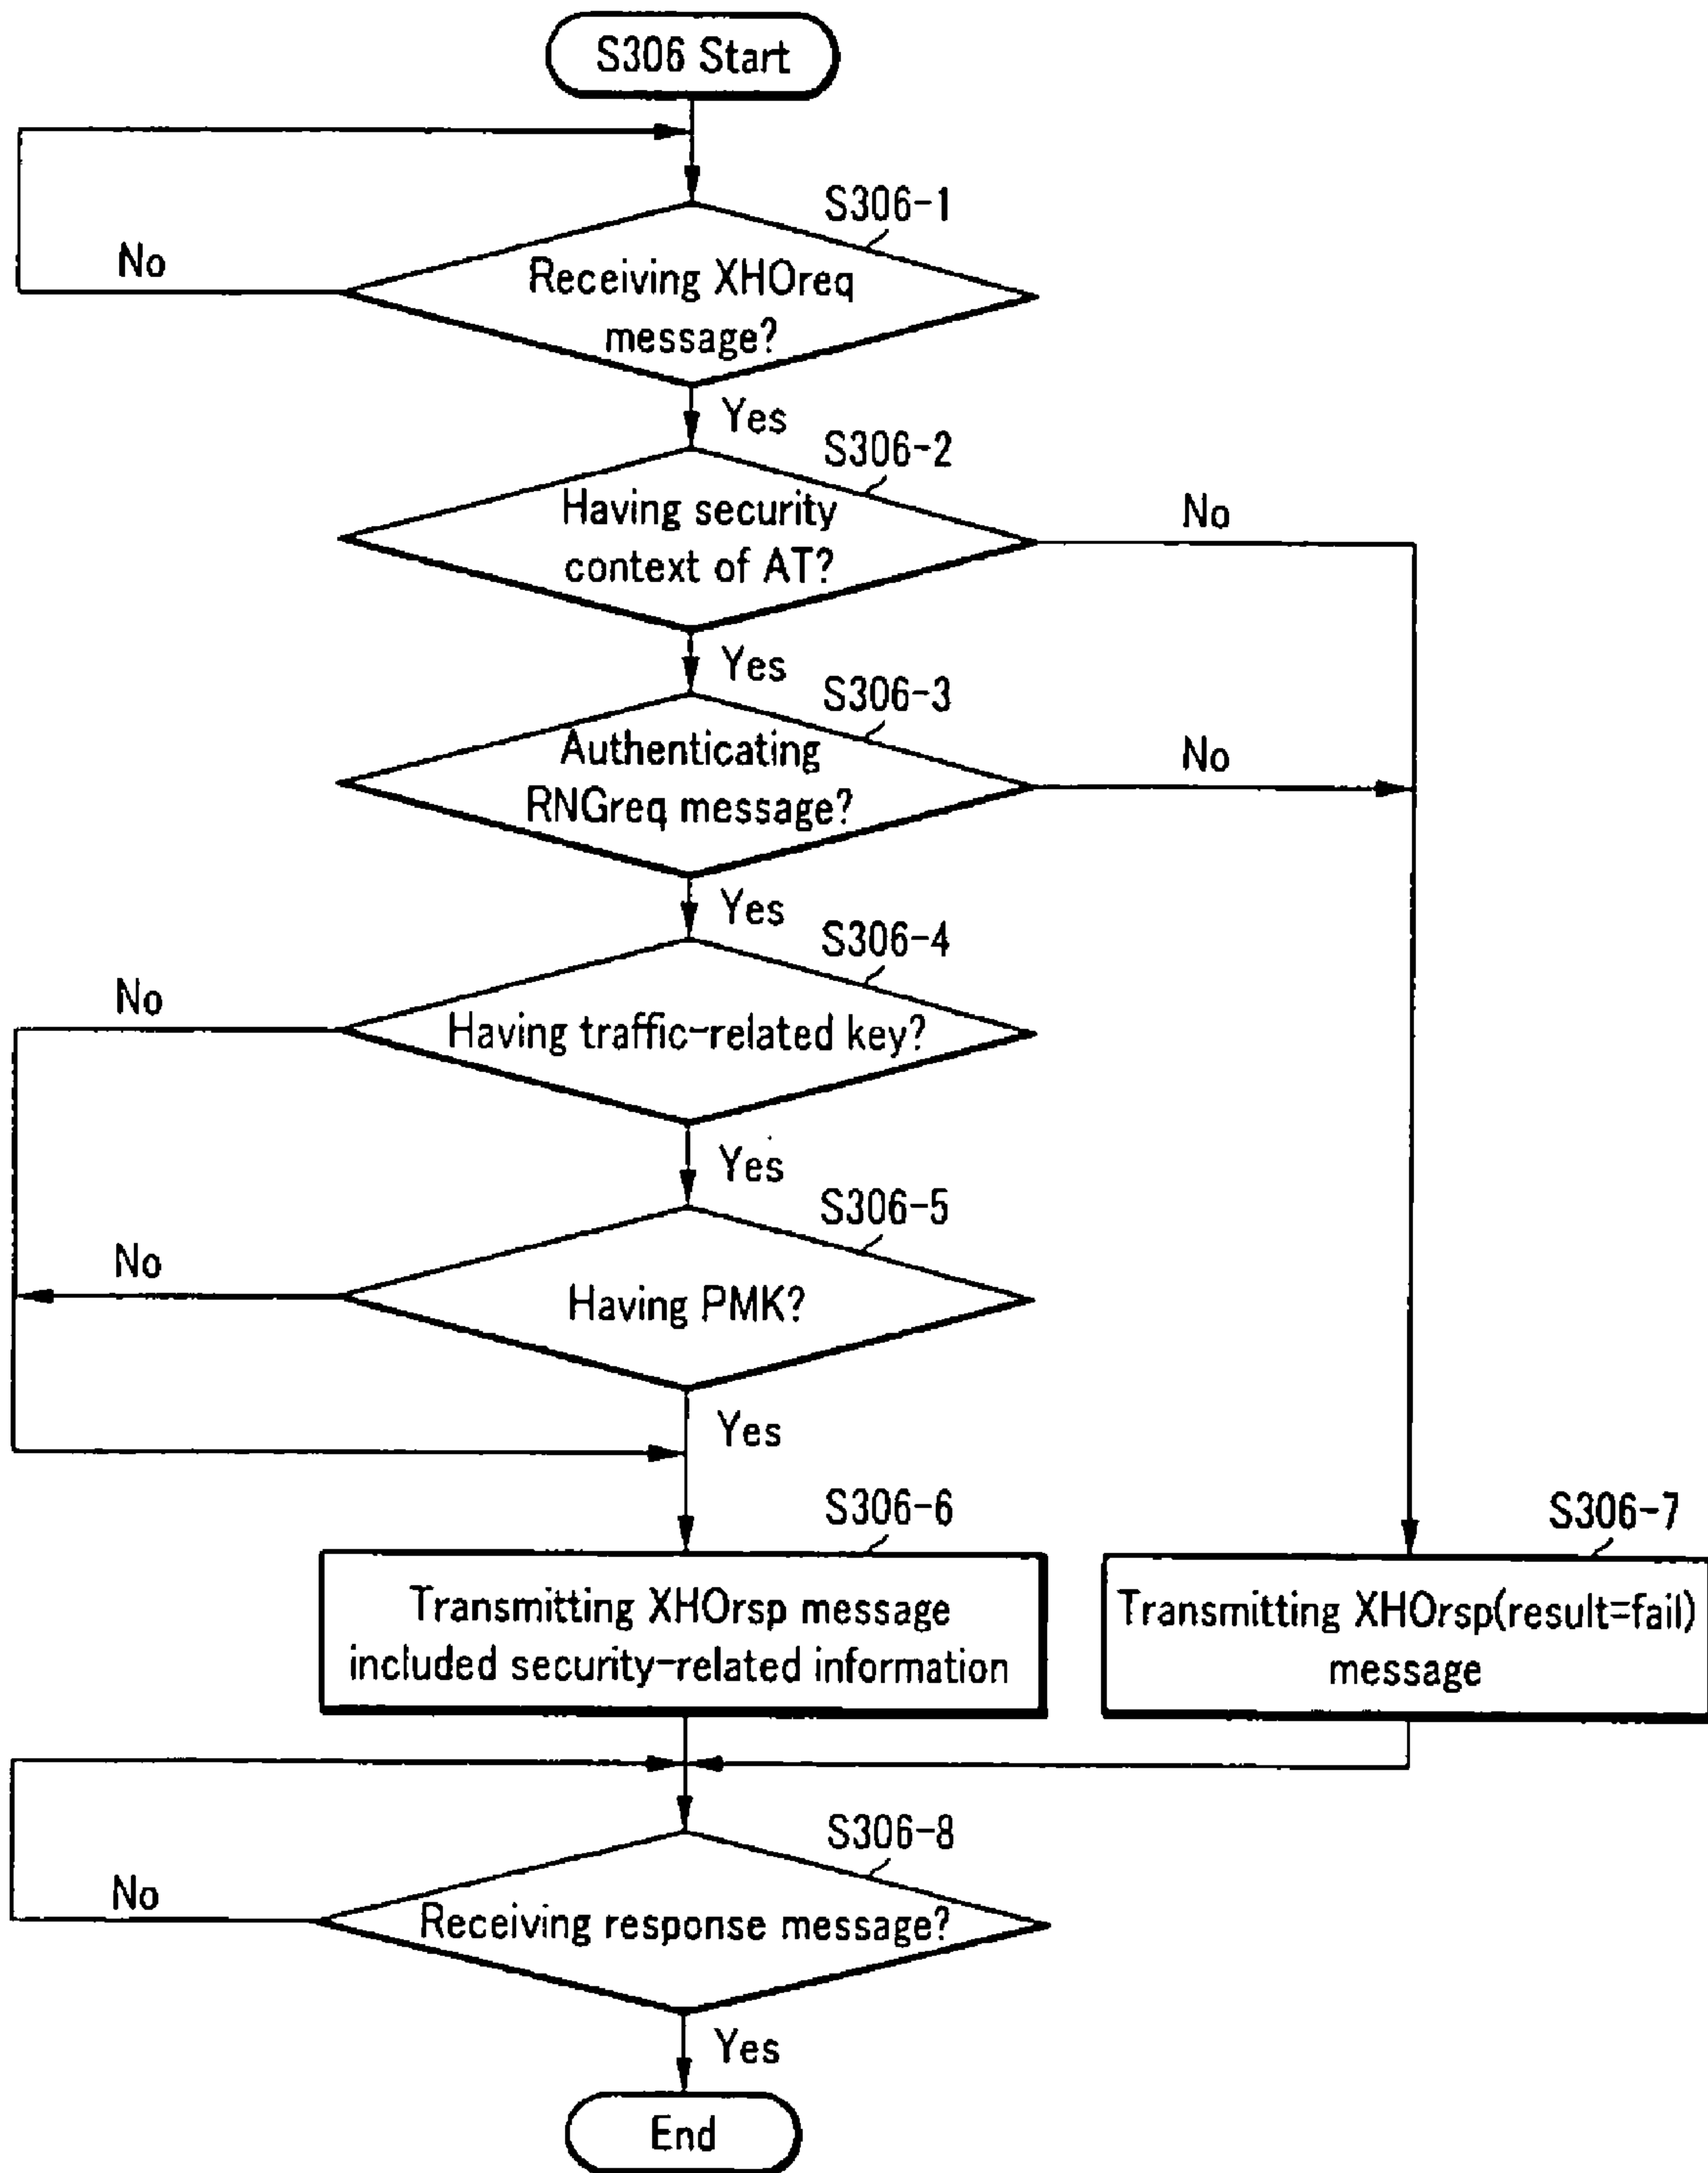 S306 Start
S306-1
No
Receiving XHOreq
message?
Yes
S306-2
Having security
context of AT?
No
Yes
S306-3
Authenticating
RNGreq message?
No
Yes
S306-4
No
Having traffic-related key?
Yes
S306-5
No
Having PMK?
Yes
S306-6
Transmitting XHOrsp message
included security-related information
S306-7
Transmitting XHOrsp(result=fail)
message
S306-8
No
Receiving response message?
Yes
End